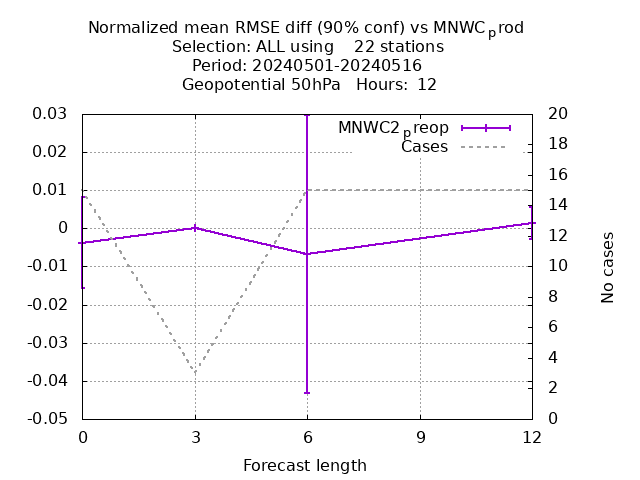 Normalized mean RMSE diff (90% conf) vs MNWCprod
Selection: ALL using 22 stations
Period: 20240501-20240516
Geopotential 50hPa Hours: 12
MNWC2preop
Cases
0.03
0.02
0.01
0
-0.01
-0.02
-0.03
-0.04
-0.05
20
18
16
14
12
10
8
6
4
2
0
No cases
0 3 6 9 12
Forecast length